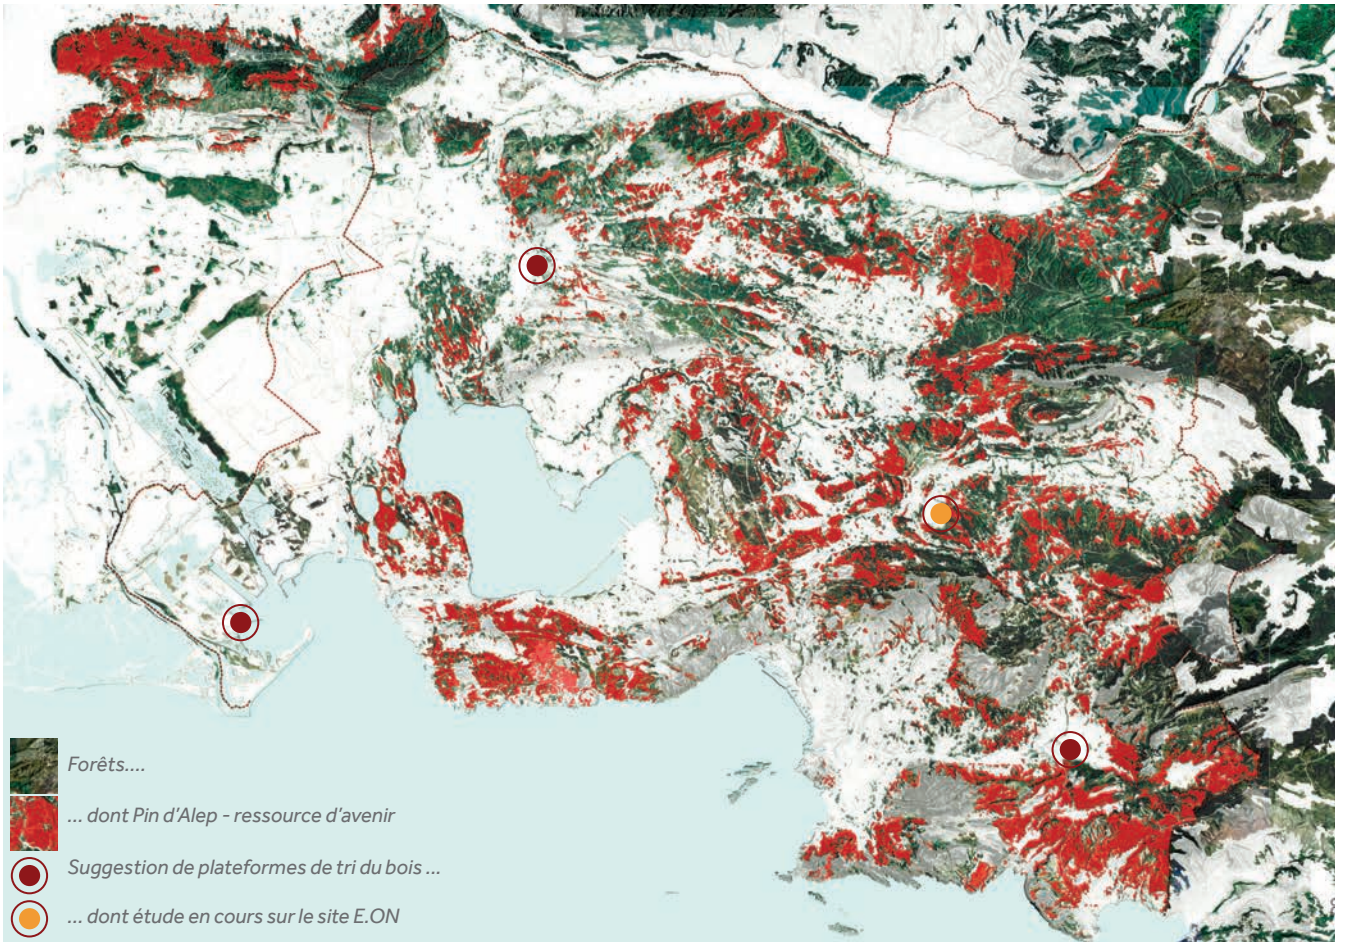 Forêts....
... dont Pin d'Alep - ressource d'avenir
Suggestion de plateformes de tri du bois ...
... dont étude en cours sur le site E.ON